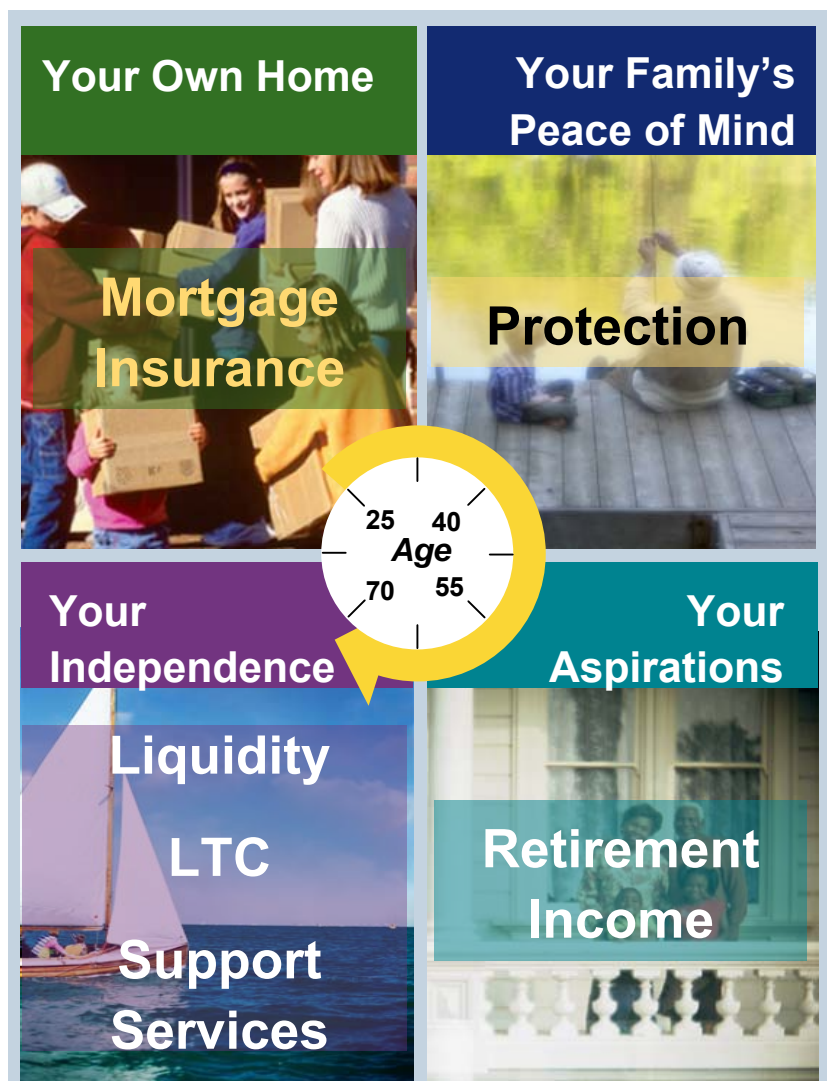 Your Own Home
Mortgage
Insurance
Your Family’s
Peace of Mind
Protection
25
40
Age
70
55
Your
Independence
Liquidity
LTC
Support
Services
Your
Aspirations
Retirement
Income